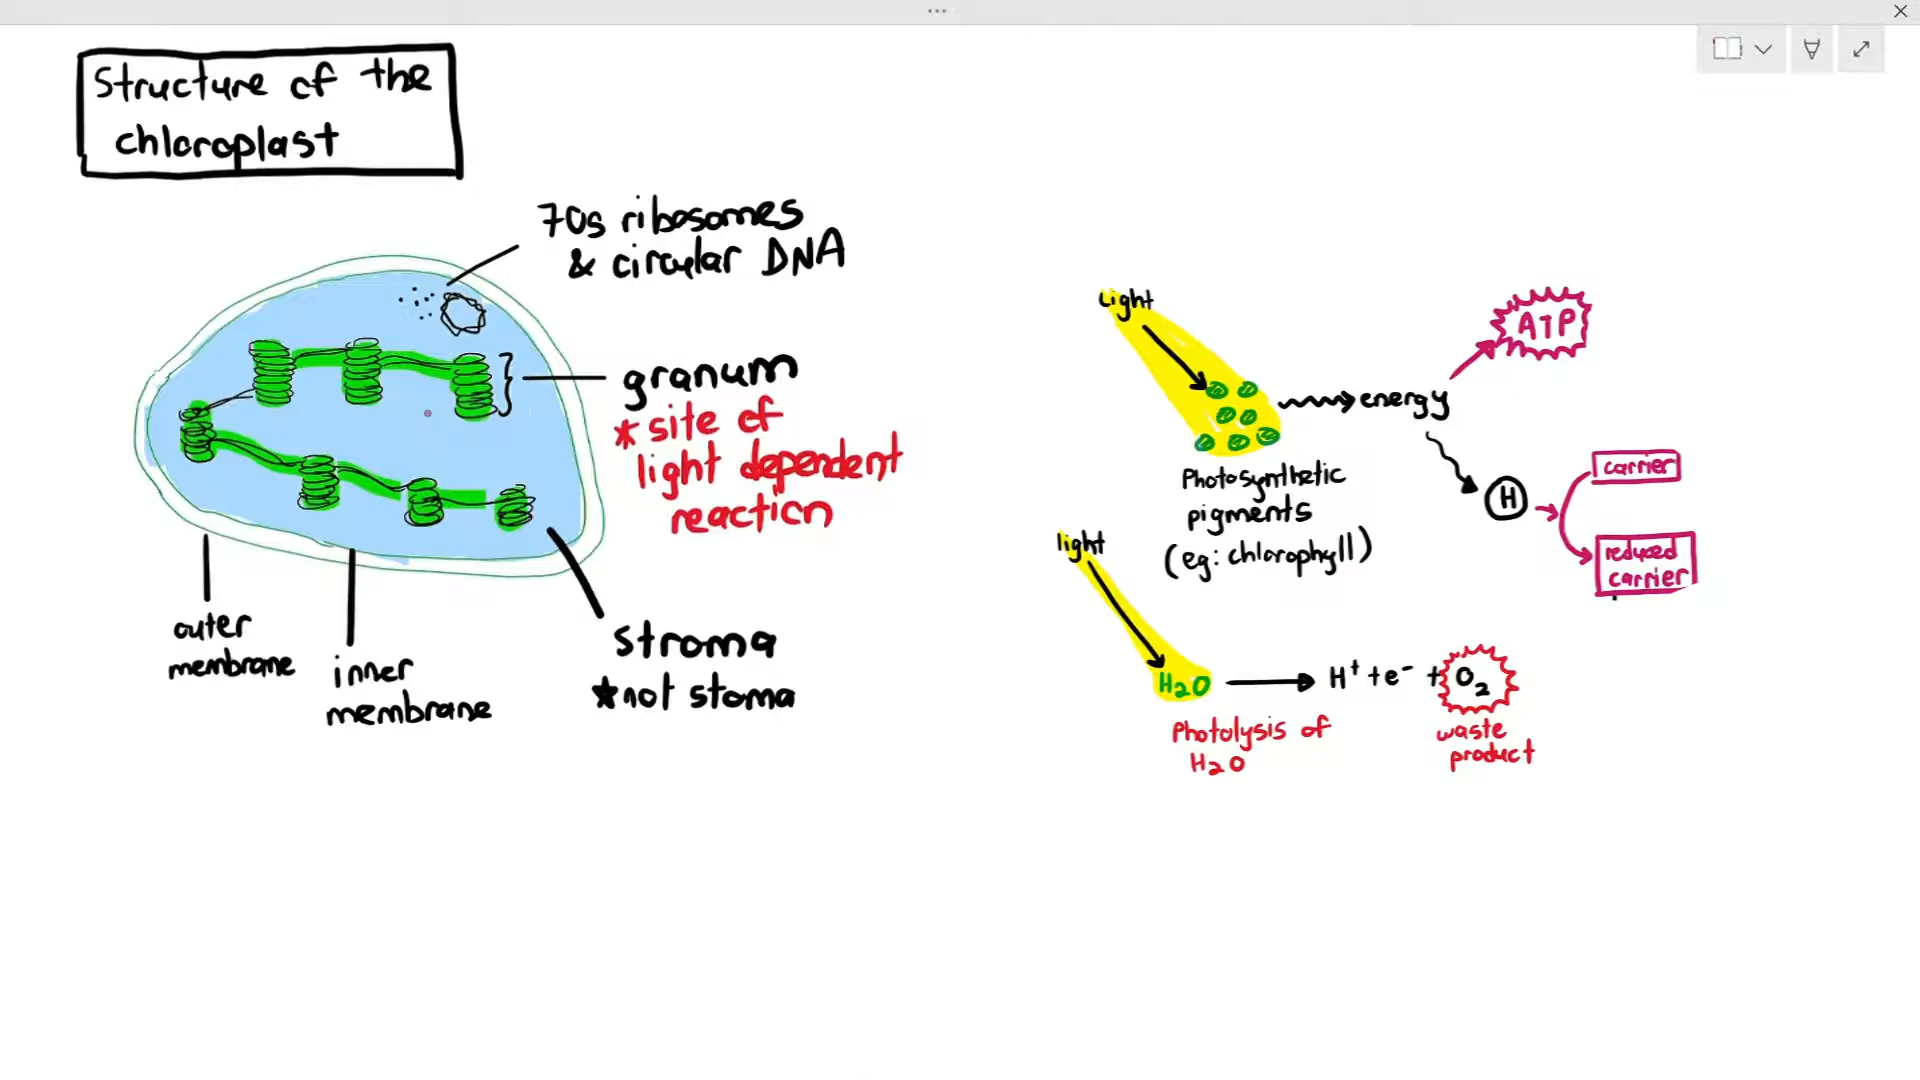 Structure of the
chloroplast
70s ribosomes
& circular DNA
granum
*site of
light dependent
reaction
outer
membrane
inner
membrane
stroma
*not stoma
light
Photosynthetic
pigments
(eg: chlorophyll)
energy
ATP
H
carrier
reduced
carrier
light
H2O
H+ + e- + O2
Photolysis of
H2O
waste
product